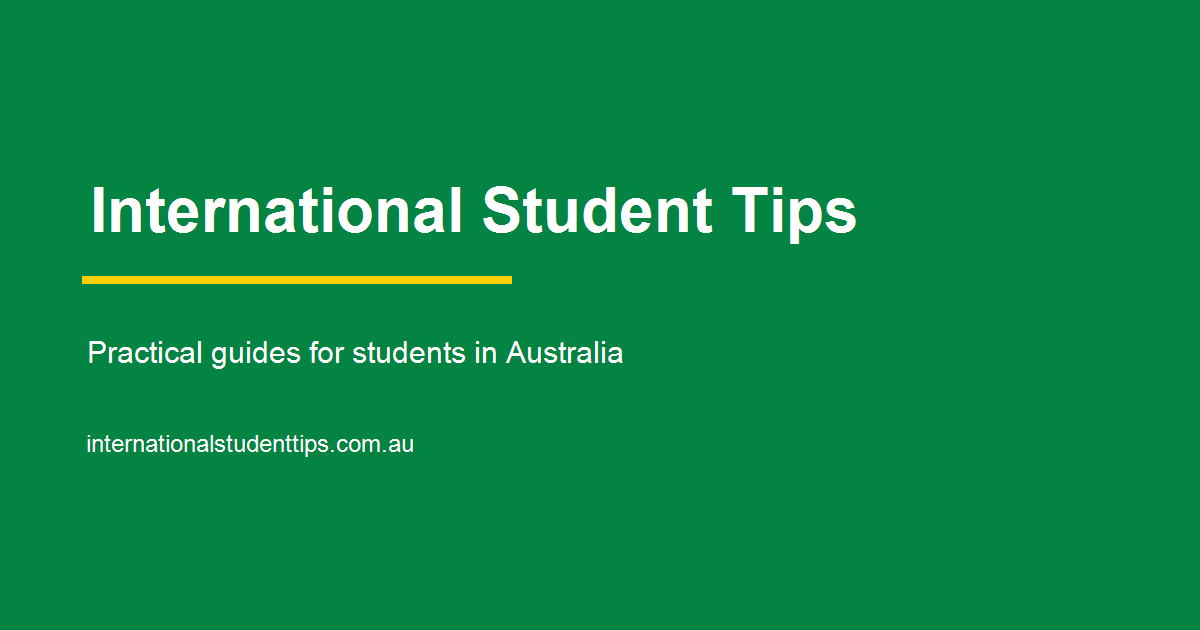 International Student Tips
Practical guides for students in Australia
internationalstudenttips.com.au